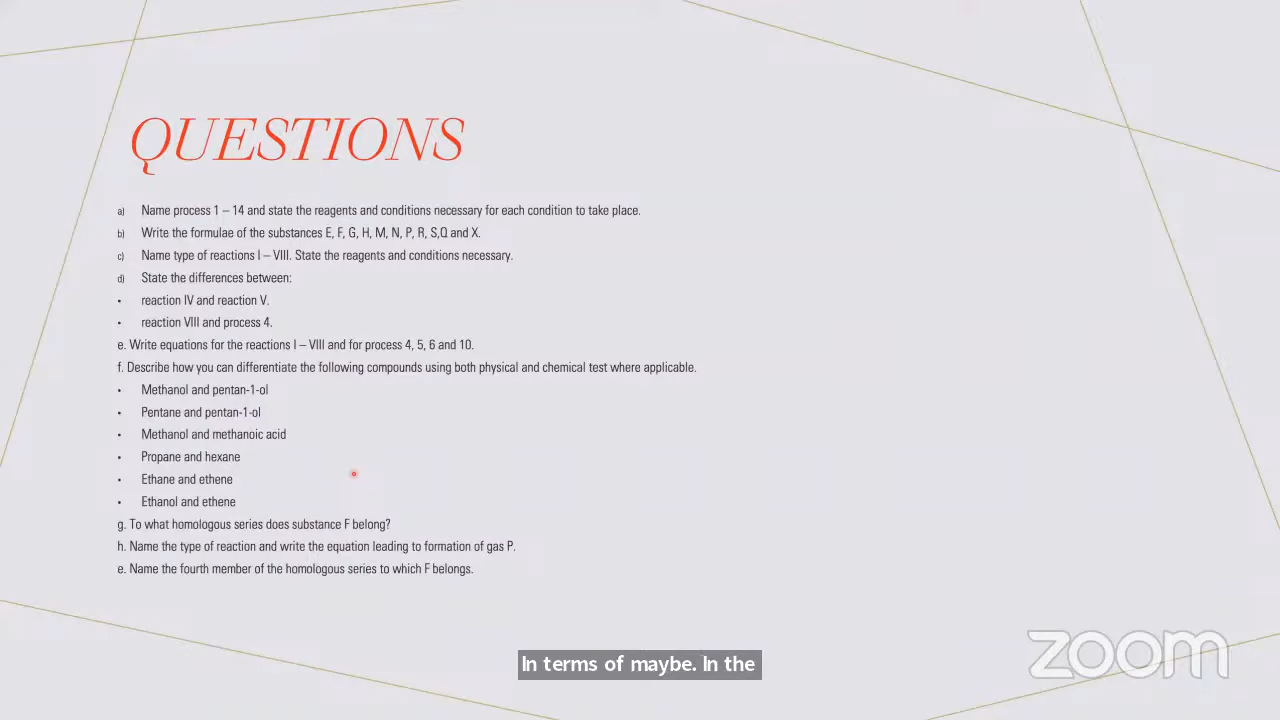 QUESTIONS
a) Name process 1 – 14 and state the reagents and conditions necessary for each condition to take place.
b) Write the formulae of the substances E, F, G, H, M, N, P, R, S,Q and X.
c) Name type of reactions I – VIII. State the reagents and conditions necessary.
d) State the differences between:
• reaction IV and reaction V.
• reaction VIII and process 4.
e. Write equations for the reactions I – VIII and for process 4, 5, 6 and 10.
f. Describe how you can differentiate the following compounds using both physical and chemical test where applicable.
• Methanol and pentan-1-ol
• Pentane and pentan-1-ol
• Methanol and methanoic acid
• Propane and hexane
• Ethane and ethene
• Ethanol and ethene
g. To what homologous series does substance F belong?
h. Name the type of reaction and write the equation leading to formation of gas P.
e. Name the fourth member of the homologous series to which F belongs.
In terms of maybe. In the
zoom